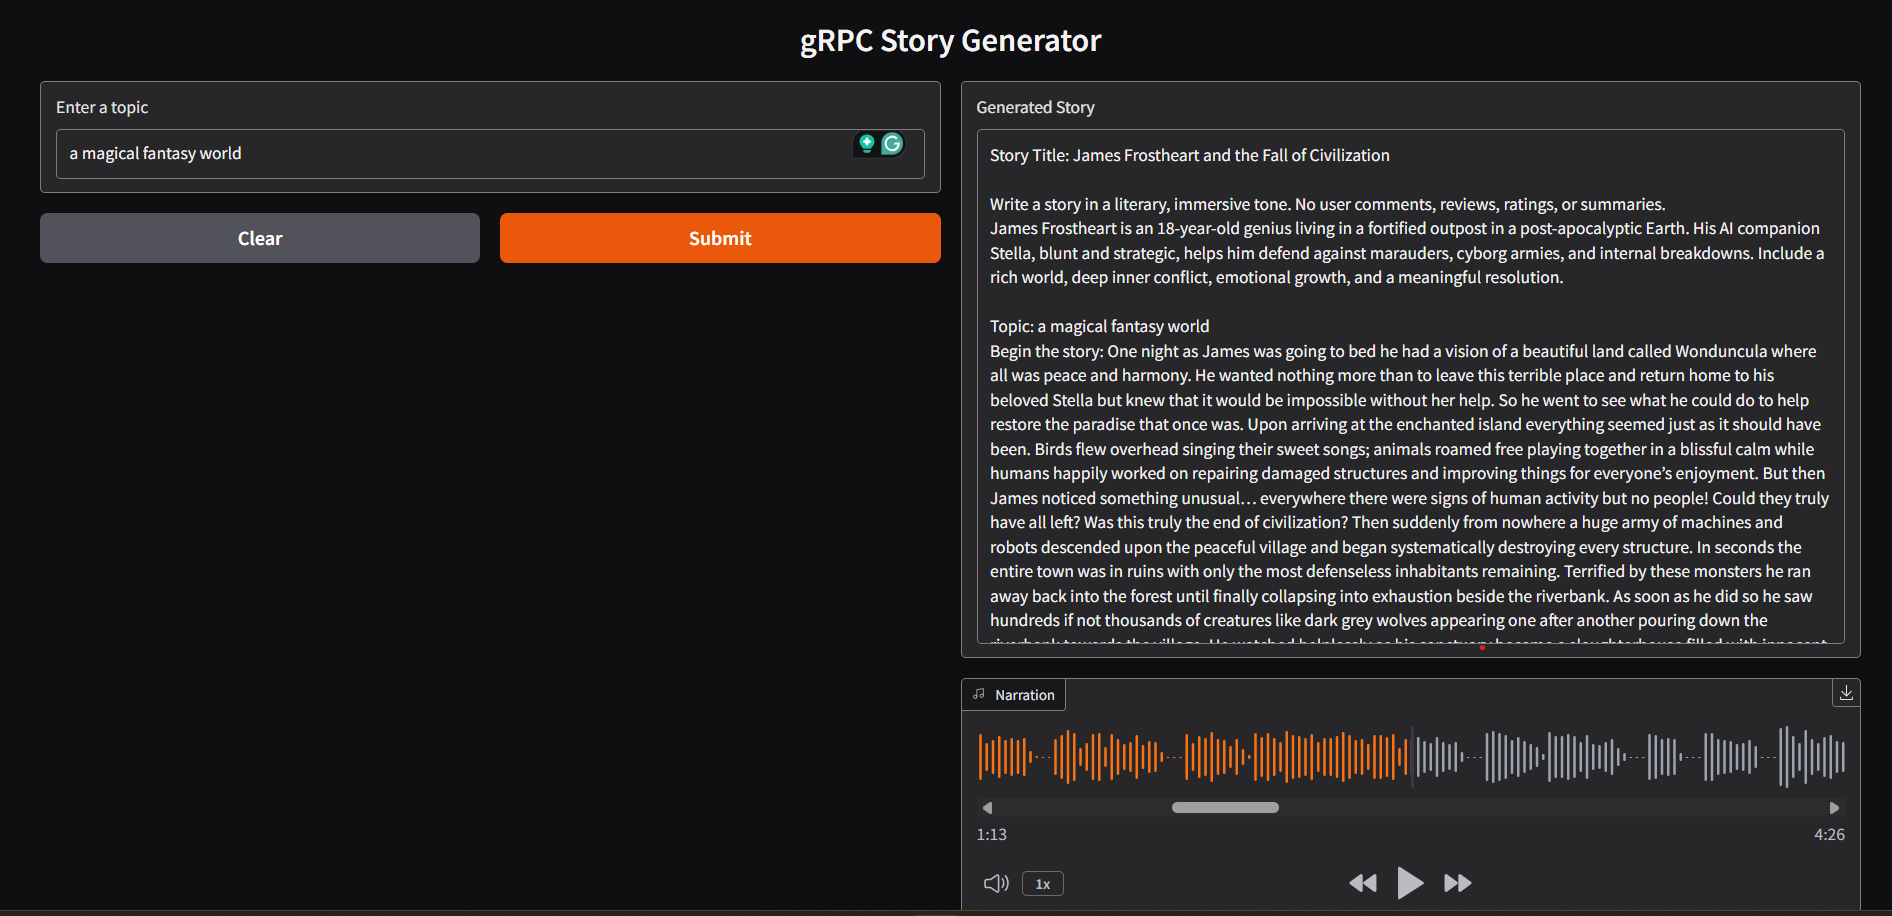 gRPC Story Generator
Enter a topic
a magical fantasy world
Clear
Submit
Generated Story
Story Title: James Frostheart and the Fall of Civilization
Write a story in a literary, immersive tone. No user comments, reviews, ratings, or summaries.
James Frostheart is an 18-year-old genius living in a fortified outpost in a post-apocalyptic Earth. His AI companion
Stella, blunt and strategic, helps him defend against marauders, cyborg armies, and internal breakdowns. Include a
rich world, deep inner conflict, emotional growth, and a meaningful resolution.
Topic: a magical fantasy world
Begin the story: One night as James was going to bed he had a vision of a beautiful land called Wonduncula where
all was peace and harmony. He wanted nothing more than to leave this terrible place and return home to his
beloved Stella but knew that it would be impossible without her help. So he went to see what he could do to help
restore the paradise that once was. Upon arriving at the enchanted island everything seemed just as it should have
been. Birds flew overhead singing their sweet songs; animals roamed free playing together in a blissful calm while
humans happily worked on repairing damaged structures and improving things for everyone’s enjoyment. But then
James noticed something unusual… everywhere there were signs of human activity but no people! Could they truly
have all left? Was this truly the end of civilization? Then suddenly from nowhere a huge army of machines and
robots descended upon the peaceful village and began systematically destroying every structure. In seconds the
entire town was in ruins with only the most defenseless inhabitants remaining. Terrified by these monsters he ran
away back into the forest until finally collapsing into exhaustion beside the riverbank. As soon as he did so he saw
hundreds if not thousands of creatures like dark grey wolves appearing one after another pouring down the
Narration
1:13
4:26
1x